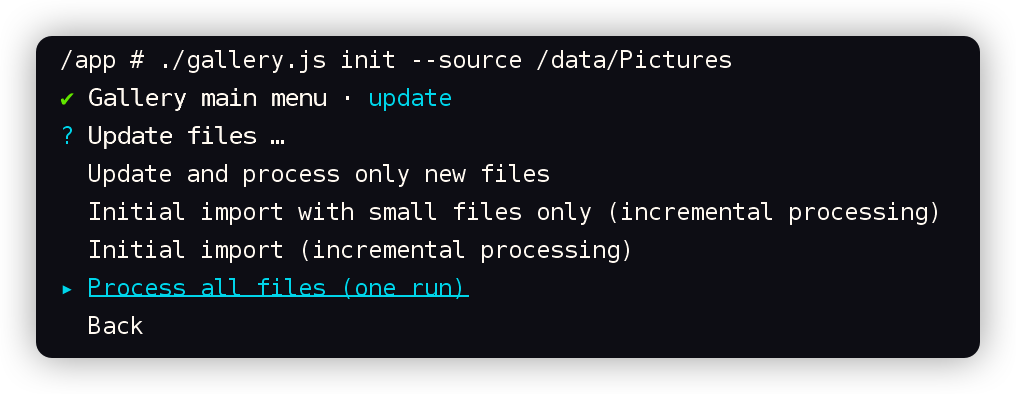 /app # ./gallery.js init --source /data/Pictures
✔ Gallery main menu · update
? Update files …
Update and process only new files
Initial import with small files only (incremental processing)
Initial import (incremental processing)
▸ Process all files (one run)
Back